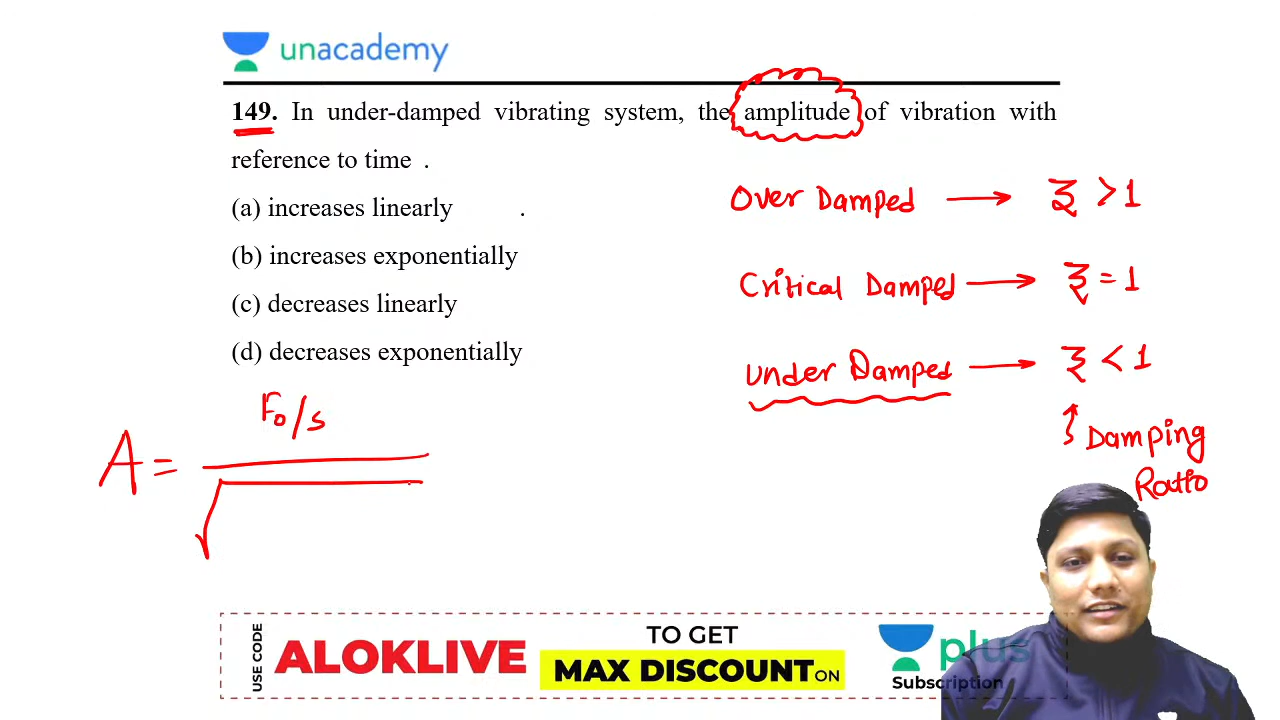 unacademy
149. In under-damped vibrating system, the amplitude of vibration with
reference to time .
(a) increases linearly .
(b) increases exponentially
(c) decreases linearly
(d) decreases exponentially
Over Damped → ξ > 1
Critical Damped → ξ = 1
Under Damped → ξ < 1
Damping
Ratio
F₀/s
A = √
USE CODE
ALOKLIVE
TO GET
MAX DISCOUNT ON
plus
Subscription